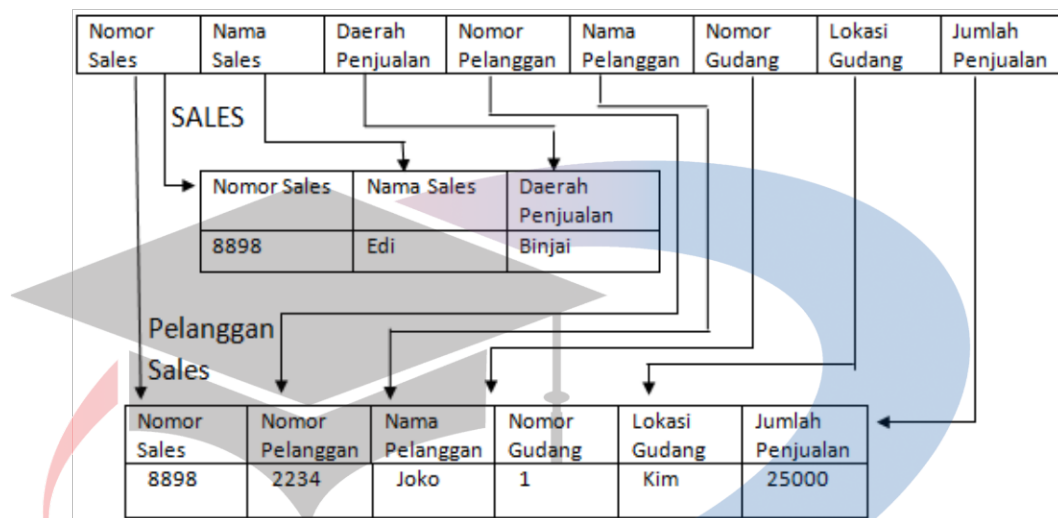 Nomor Sales Nama Sales Daerah Penjualan Nomor Pelanggan Nama Pelanggan Nomor Gudang Lokasi Gudang Jumlah Penjualan
SALES
Nomor Sales Nama Sales Daerah Penjualan
8898 Edi Binjai
Pelanggan
Sales
Nomor Sales Nomor Pelanggan Nama Pelanggan Nomor Gudang Lokasi Gudang Jumlah Penjualan
8898 2234 Joko 1 Kim 25000